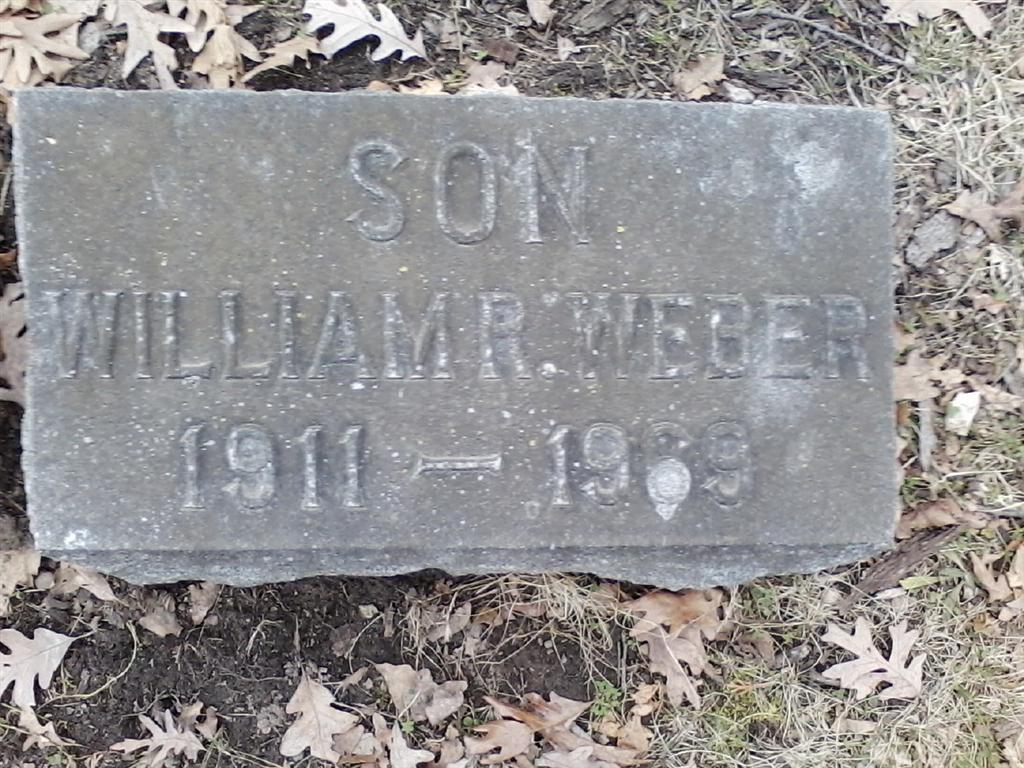 SON
WILLIAM R. WEBER
1911 — 1969